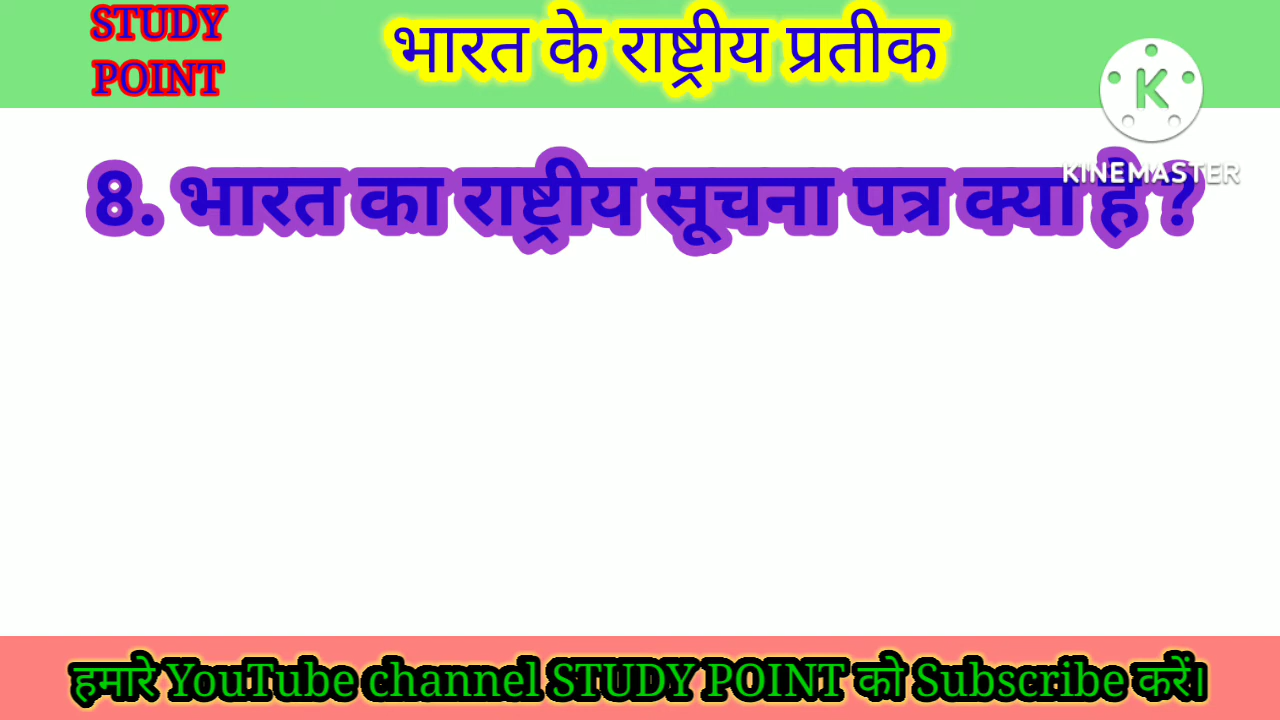 STUDY
POINT
भारत के राष्ट्रीय प्रतीक
K
KINEMASTER
8. भारत का राष्ट्रीय सूचना पत्र क्या है ?
हमारे YouTube channel STUDY POINT को Subscribe करें।